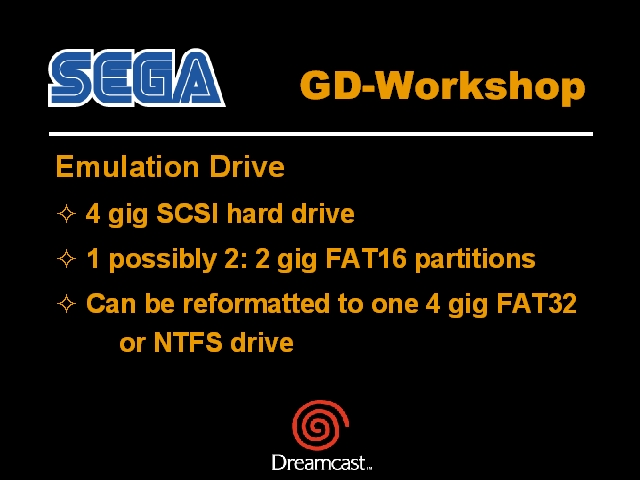 SEGA
GD-Workshop
Emulation Drive
✧ 4 gig SCSI hard drive
✧ 1 possibly 2: 2 gig FAT16 partitions
✧ Can be reformatted to one 4 gig FAT32
or NTFS drive
Dreamcast™